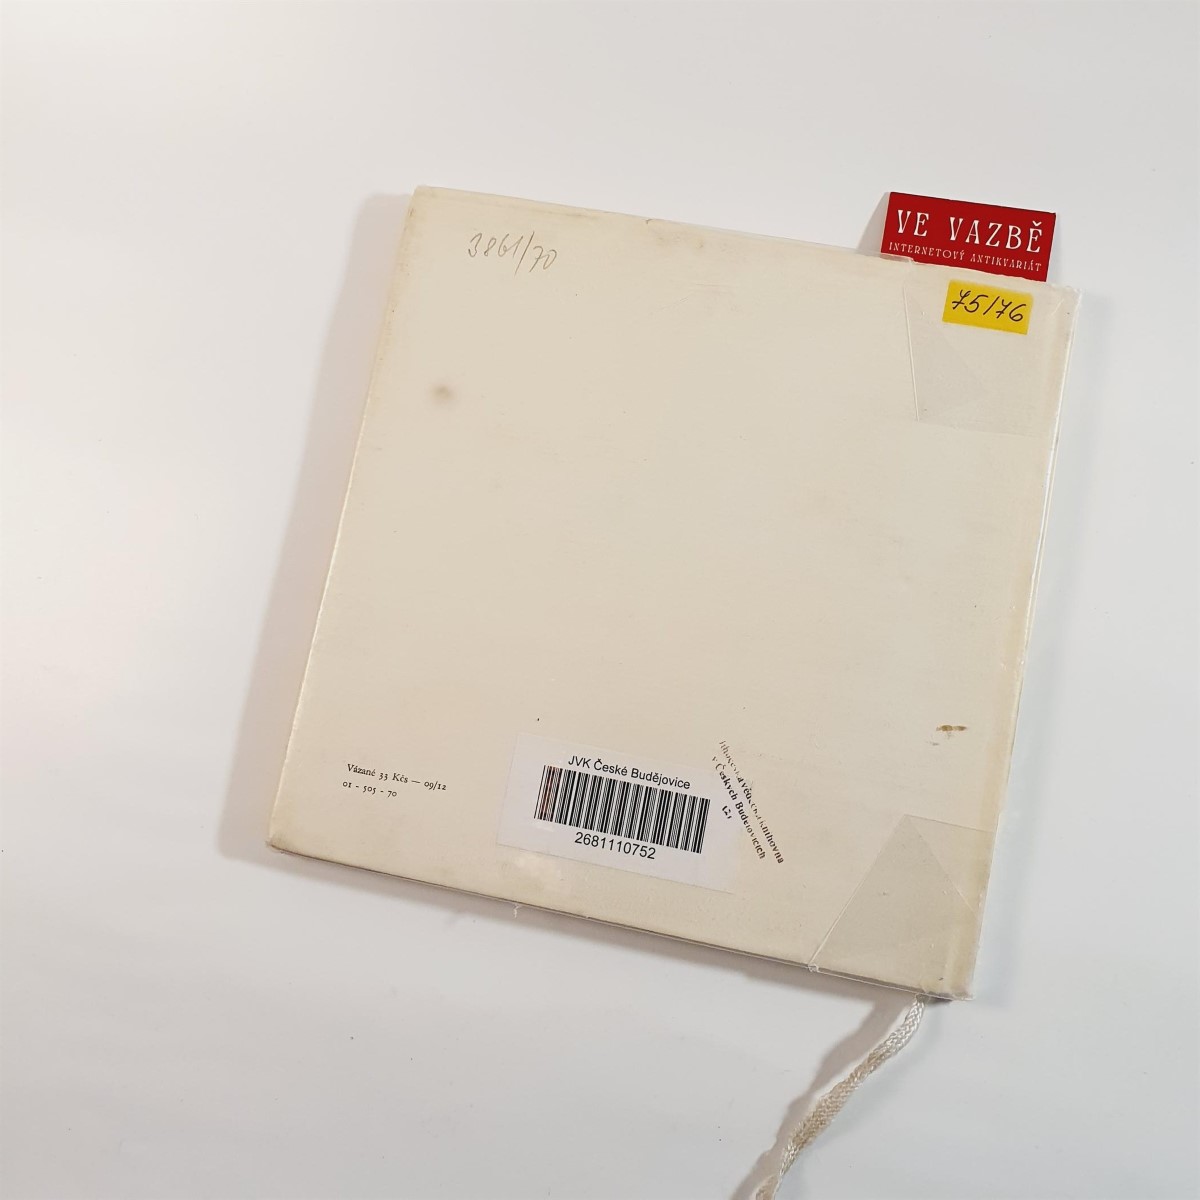 VE VAZBĚ
INTERNETOVÝ ANTIKVARIÁT
3861/70
75/76
Vázané 33 Kčs — 09/12
01 - 505 - 70
JVK České Budějovice
2681110752
knihovna
v Českých Budějovicích